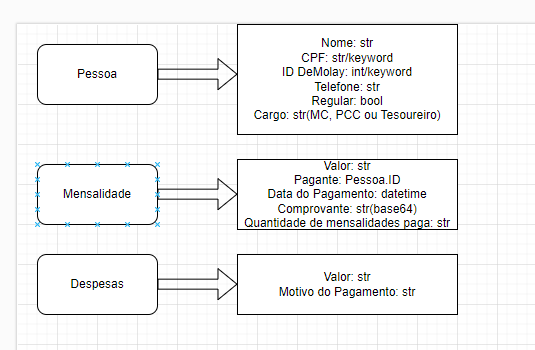 Pessoa
Nome: str
CPF: str/keyword
ID DeMolay: int/keyword
Telefone: str
Regular: bool
Cargo: str(MC, PCC ou Tesoureiro)
Mensalidade
Valor: str
Pagante: Pessoa.ID
Data do Pagamento: datetime
Comprovante: str(base64)
Quantidade de mensalidades paga: str
Despesas
Valor: str
Motivo do Pagamento: str